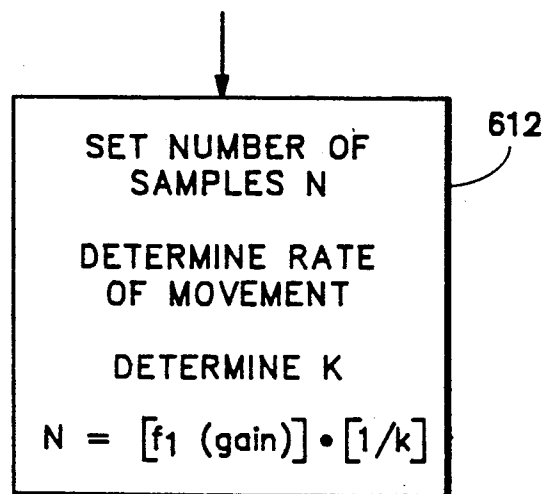 612
SET NUMBER OF
SAMPLES N
DETERMINE RATE
OF MOVEMENT
DETERMINE K
N = [f₁ (gain)] • [1/k]